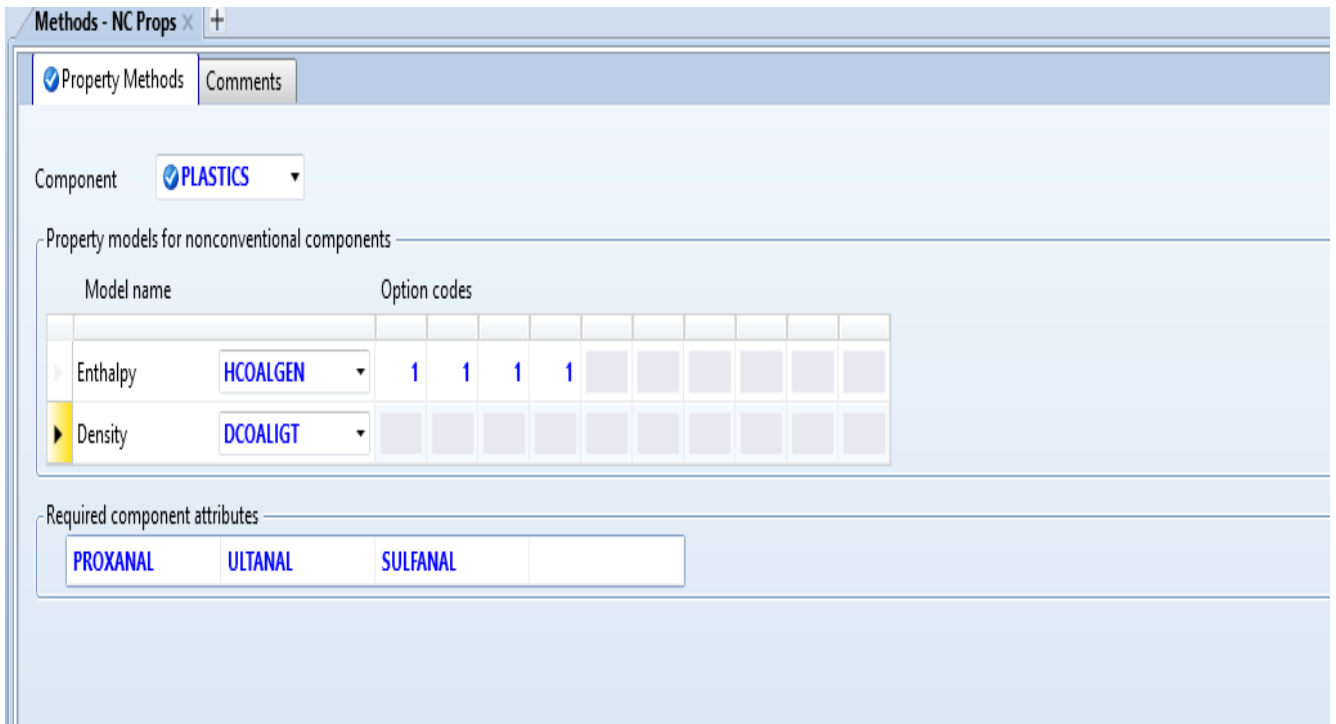 Methods - NC Props × +
Property Methods Comments
Component PLASTICS
Property models for nonconventional components
Model name Option codes
Enthalpy HCOALGEN 1 1 1 1
Density DCOALIGT
Required component attributes
PROXANAL ULTANAL SULFANAL